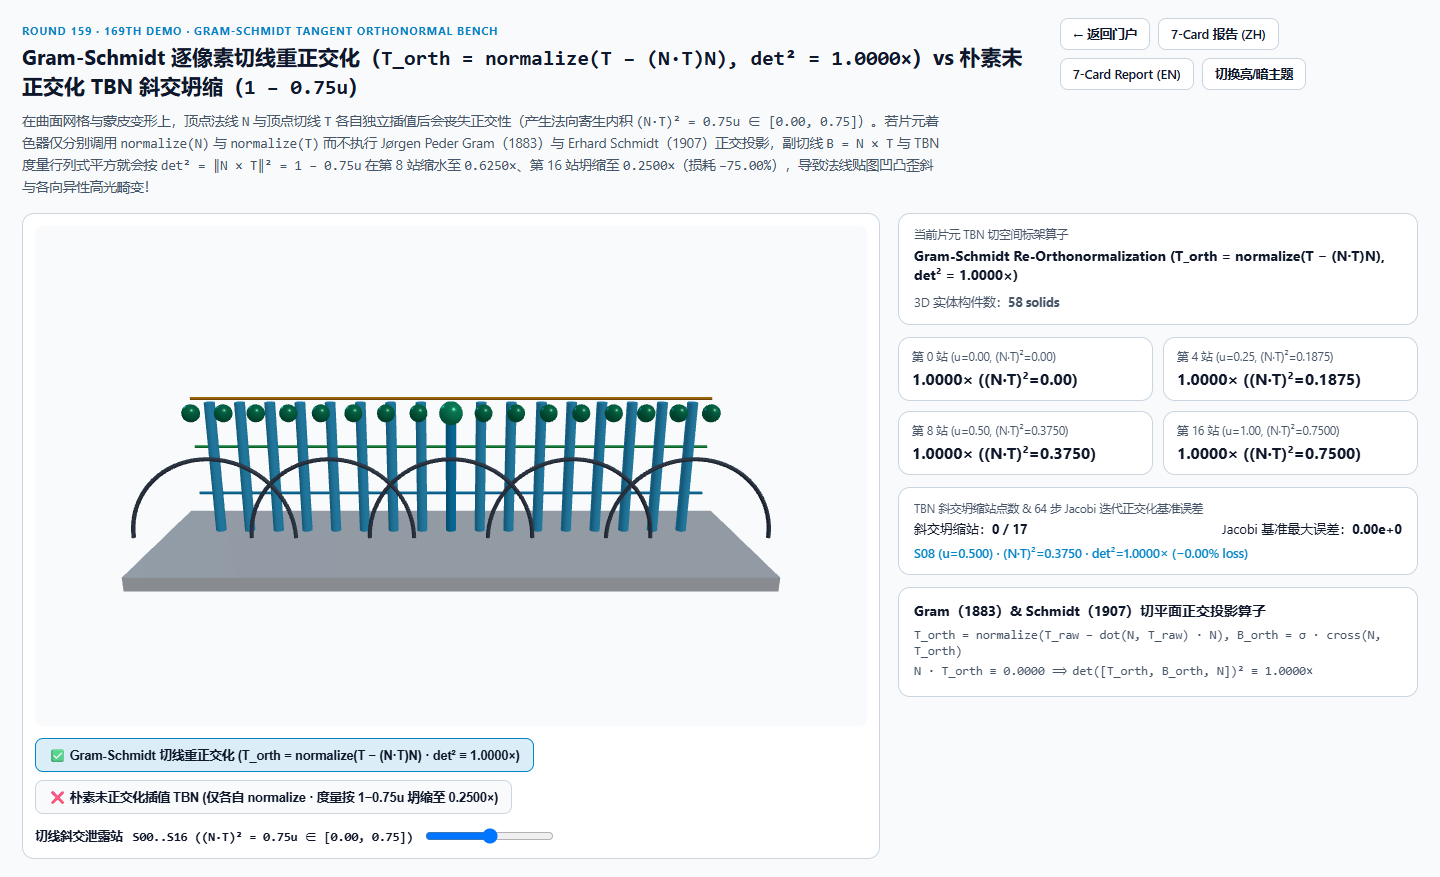 ROUND 159 · 169TH DEMO · GRAM-SCHMIDT TANGENT ORTHONORMAL BENCH
Gram-Schmidt 逐像素切线重正交化（T_orth = normalize(T − (N·T)N), det² = 1.0000×）vs 朴素未
正交化 TBN 斜交坍缩（1 − 0.75u）
在曲面网格与蒙皮变形上，顶点法线 N 与顶点切线 T 各自独立插值后会丧失正交性（产生法向寄生内积 (N·T)² = 0.75u ∈ [0.00, 0.75]）。若片元着
色器仅分别调用 normalize(N) 与 normalize(T) 而不执行 Jørgen Peder Gram（1883）与 Erhard Schmidt（1907）正交投影，副切线 B = N × T 与 TBN
度量行列式平方就会按 det² = ‖N × T‖² = 1 − 0.75u 在第 8 站缩水至 0.6250×、第 16 站坍缩至 0.2500×（损耗 −75.00%），导致法线贴图凹凸歪斜
与各向异性高光畸变！
← 返回门户
7-Card 报告 (ZH)
7-Card Report (EN)
切换亮/暗主题
✅ Gram-Schmidt 切线重正交化 (T_orth = normalize(T − (N·T)N) · det² ≡ 1.0000×)
❌ 朴素未正交化插值 TBN (仅各自 normalize · 度量按 1−0.75u 坍缩至 0.2500×)
切线斜交泄露站 S00..S16 ((N·T)² = 0.75u ∈ [0.00, 0.75])
当前片元 TBN 切空间标架算子
Gram-Schmidt Re-Orthonormalization (T_orth = normalize(T − (N·T)N),
det² = 1.0000×)
3D 实体构件数：58 solids
第 0 站 (u=0.00, (N·T)²=0.00)
1.0000× ((N·T)²=0.00)
第 4 站 (u=0.25, (N·T)²=0.1875)
1.0000× ((N·T)²=0.1875)
第 8 站 (u=0.50, (N·T)²=0.3750)
1.0000× ((N·T)²=0.3750)
第 16 站 (u=1.00, (N·T)²=0.7500)
1.0000× ((N·T)²=0.7500)
TBN 斜交坍缩站点数 & 64 步 Jacobi 迭代正交化基准误差
斜交坍缩站：0 / 17
Jacobi 基准最大误差：0.00e+0
S08 (u=0.500) · (N·T)²=0.3750 · det²=1.0000× (−0.00% loss)
Gram（1883）& Schmidt（1907）切平面正交投影算子
T_orth = normalize(T_raw − dot(N, T_raw) · N), B_orth = σ · cross(N,
T_orth)
N · T_orth ≡ 0.0000 ⟹ det([T_orth, B_orth, N])² ≡ 1.0000×